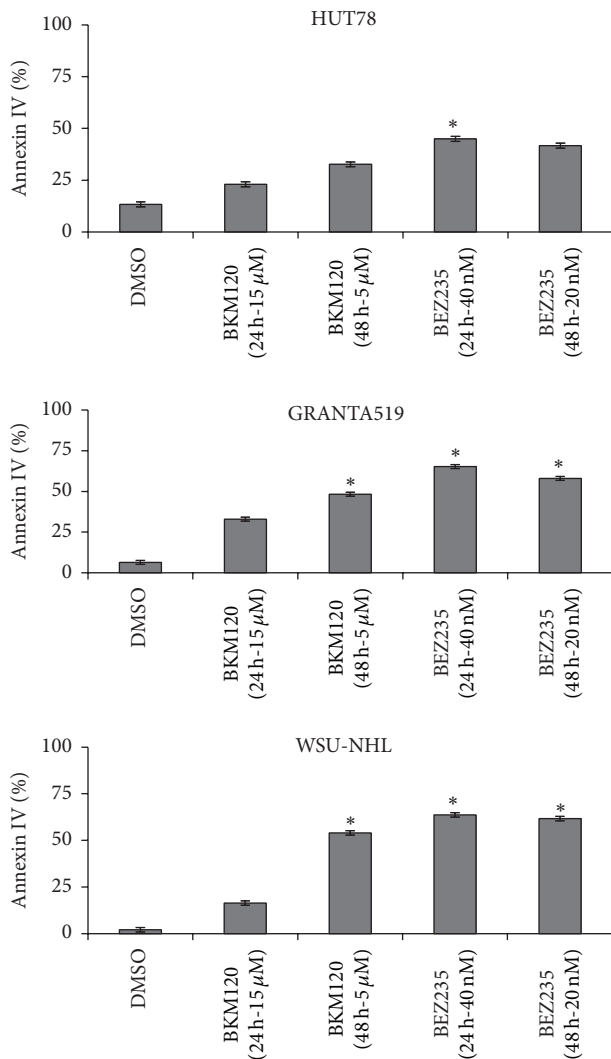 HUT78
Annexin IV (%)
100
75
50
25
0
*
DMSO
BKM120
(24 h-15 μM)
BKM120
(48 h-5 μM)
BEZ235
(24 h-40 nM)
BEZ235
(48 h-20 nM)
GRANTA519
Annexin IV (%)
100
75
50
25
0
*
*
*
DMSO
BKM120
(24 h-15 μM)
BKM120
(48 h-5 μM)
BEZ235
(24 h-40 nM)
BEZ235
(48 h-20 nM)
WSU-NHL
Annexin IV (%)
100
75
50
25
0
*
*
*
DMSO
BKM120
(24 h-15 μM)
BKM120
(48 h-5 μM)
BEZ235
(24 h-40 nM)
BEZ235
(48 h-20 nM)